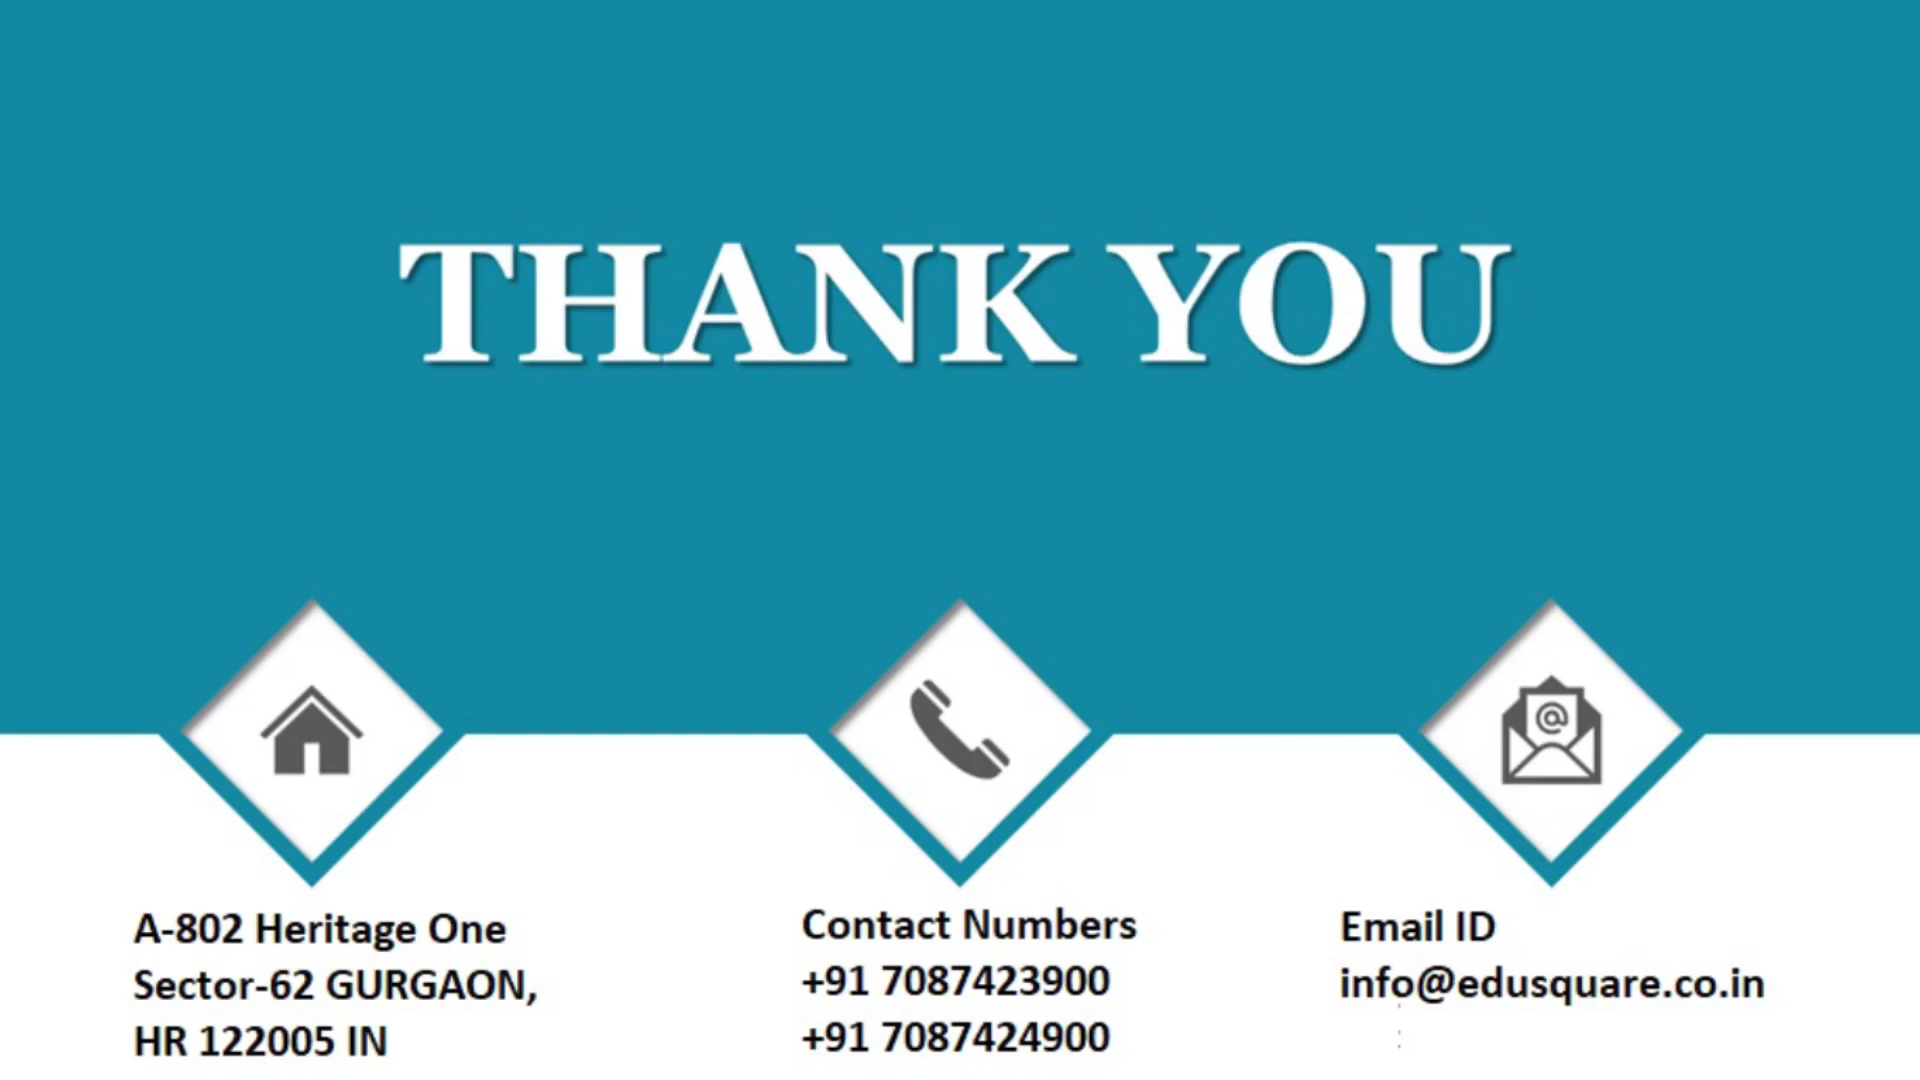 THANK YOU
A-802 Heritage One
Sector-62 GURGAON,
HR 122005 IN
Contact Numbers
+91 7087423900
+91 7087424900
Email ID
info@edusquare.co.in